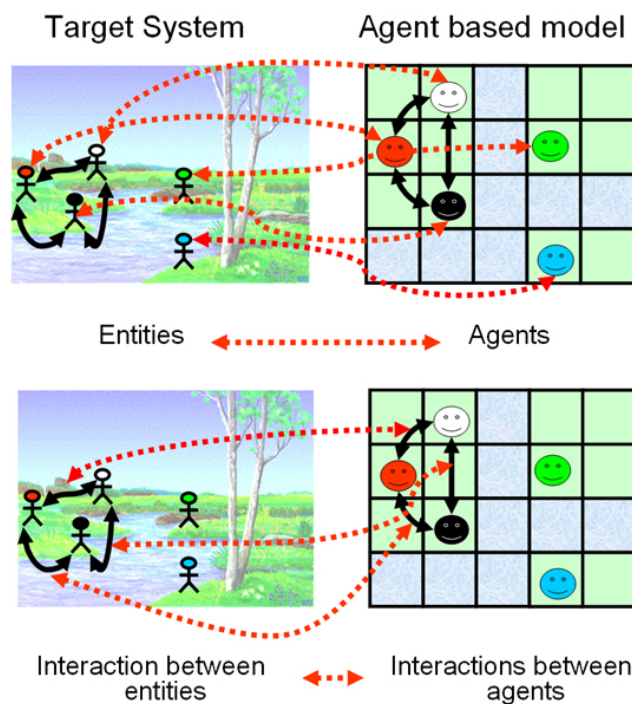 Target System
Agent based model
Entities
Agents
Interaction between
entities
Interactions between
agents